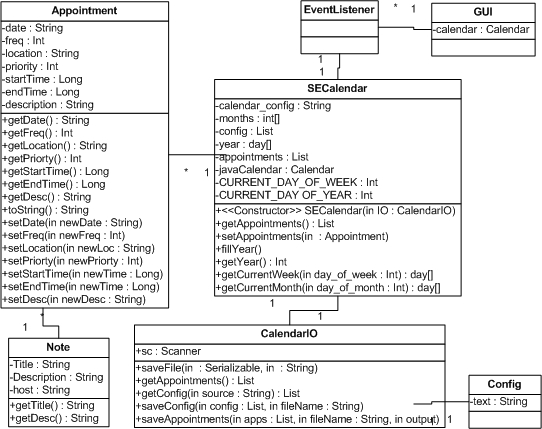 Appointment
-date : String
-freq : Int
-location : String
-priority : Int
-startTime : Long
-endTime : Long
-description : String
+getDate() : String
+getFreq() : Int
+getLocation() : String
+getPriorty() : Int
+getStartTime() : Long
+getEndTime() : Long
+getDesc() : String
+toString() : String
+setDate(in newDate : String)
+setFreq(in newFreq : Int)
+setLocation(in newLoc : String)
+setPriorty(in newPriorty : Int)
+setStartTime(in newTime : Long)
+setEndTime(in newTime : Long)
+setDesc(in newDesc : String)
EventListener
* 1
GUI
-calendar : Calendar
1
1
SECalendar
-calendar_config : String
-months : int[]
-config : List
-year : day[]
-appointments : List
-javaCalendar : Calendar
-CURRENT_DAY_OF_WEEK : Int
-CURRENT_DAY OF_YEAR : Int
+<<Constructor>> SECalendar(in IO : CalendarIO)
+getAppointments() : List
+setAppointments(in : Appointment)
+fillYear()
+getYear() : Int
+getCurrentWeek(in day_of_week : Int) : day[]
+getCurrentMonth(in day_of_month : Int) : day[]
* 1
*
1
Note
-Title : String
-Description : String
-host : String
+getTitle() : String
+getDesc() : String
1
1
CalendarIO
+sc : Scanner
+saveFile(in : Serializable, in : String)
+getAppointments() : List
+getConfig(in source : String) : List
+saveConfig(in config : List, in fileName : String)
+saveAppointments(in apps : List, in fileName : String, in output)
1
Config
-text : String